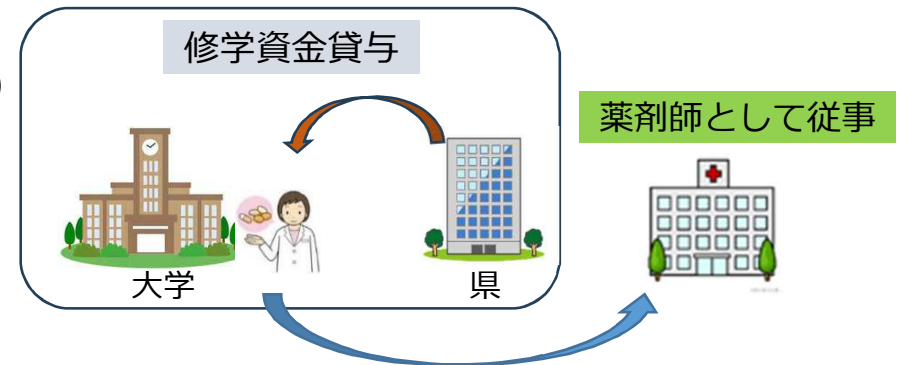 修学資金貸与
薬剤師として従事
大学
県